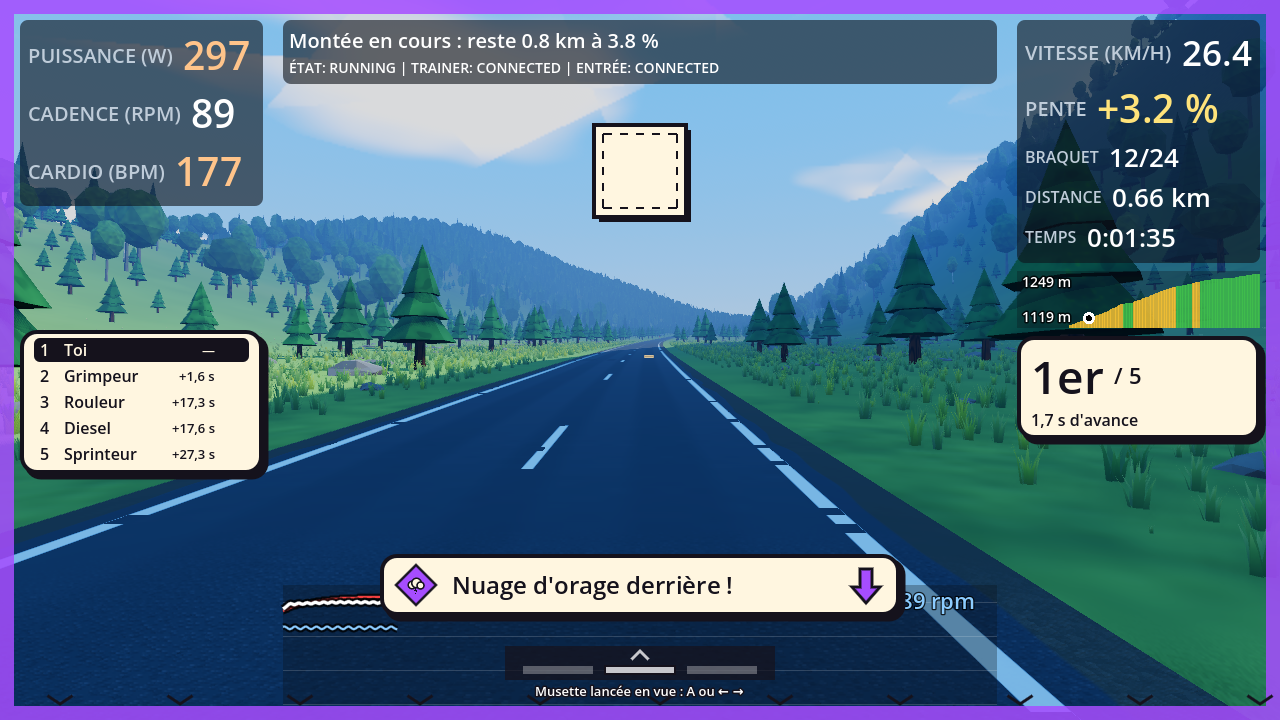 PUISSANCE (W) 297
CADENCE (RPM) 89
CARDIO (BPM) 177
Montée en cours : reste 0.8 km à 3.8 %
ÉTAT: RUNNING | TRAINER: CONNECTED | ENTRÉE: CONNECTED
VITESSE (KM/H) 26.4
PENTE +3.2 %
BRAQUET 12/24
DISTANCE 0.66 km
TEMPS 0:01:35
1249 m
1119 m
1 Toi —
2 Grimpeur +1,6 s
3 Rouleur +17,3 s
4 Diesel +17,6 s
5 Sprinteur +27,3 s
1er / 5
1,7 s d'avance
Nuage d'orage derrière !
89 rpm
Musette lancée en vue : A ou ← →